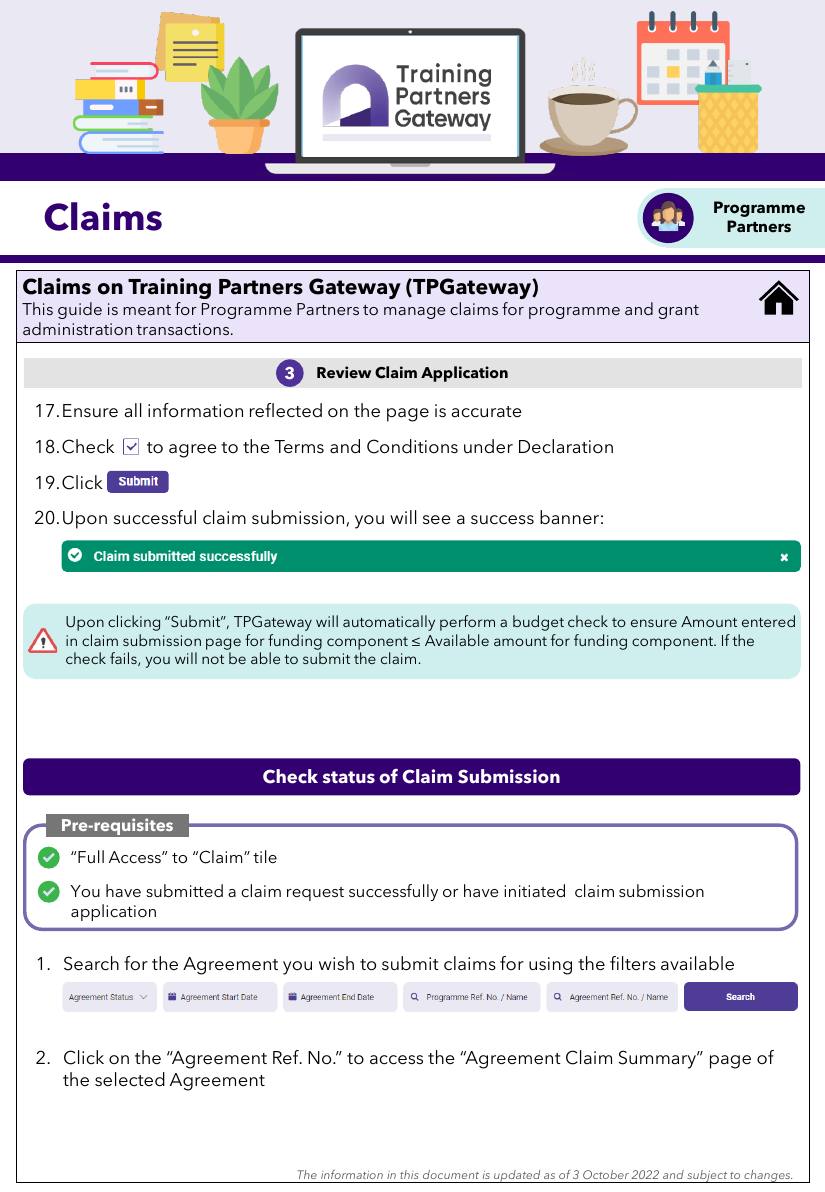 Training
Partners
Gateway
Claims
Programme
Partners
Claims on Training Partners Gateway (TPGateway)
This guide is meant for Programme Partners to manage claims for programme and grant
administration transactions.
3 Review Claim Application
17. Ensure all information reflected on the page is accurate
18. Check to agree to the Terms and Conditions under Declaration
19. Click Submit
20. Upon successful claim submission, you will see a success banner:
Claim submitted successfully ×
Upon clicking “Submit”, TPGateway will automatically perform a budget check to ensure Amount entered
in claim submission page for funding component ≤ Available amount for funding component. If the
check fails, you will not be able to submit the claim.
Check status of Claim Submission
Pre-requisites
“Full Access” to “Claim” tile
You have submitted a claim request successfully or have initiated claim submission
application
1. Search for the Agreement you wish to submit claims for using the filters available
Agreement Status Agreement Start Date Agreement End Date Programme Ref. No. / Name Agreement Ref. No. / Name Search
2. Click on the “Agreement Ref. No.” to access the “Agreement Claim Summary” page of
the selected Agreement
The information in this document is updated as of 3 October 2022 and subject to changes.